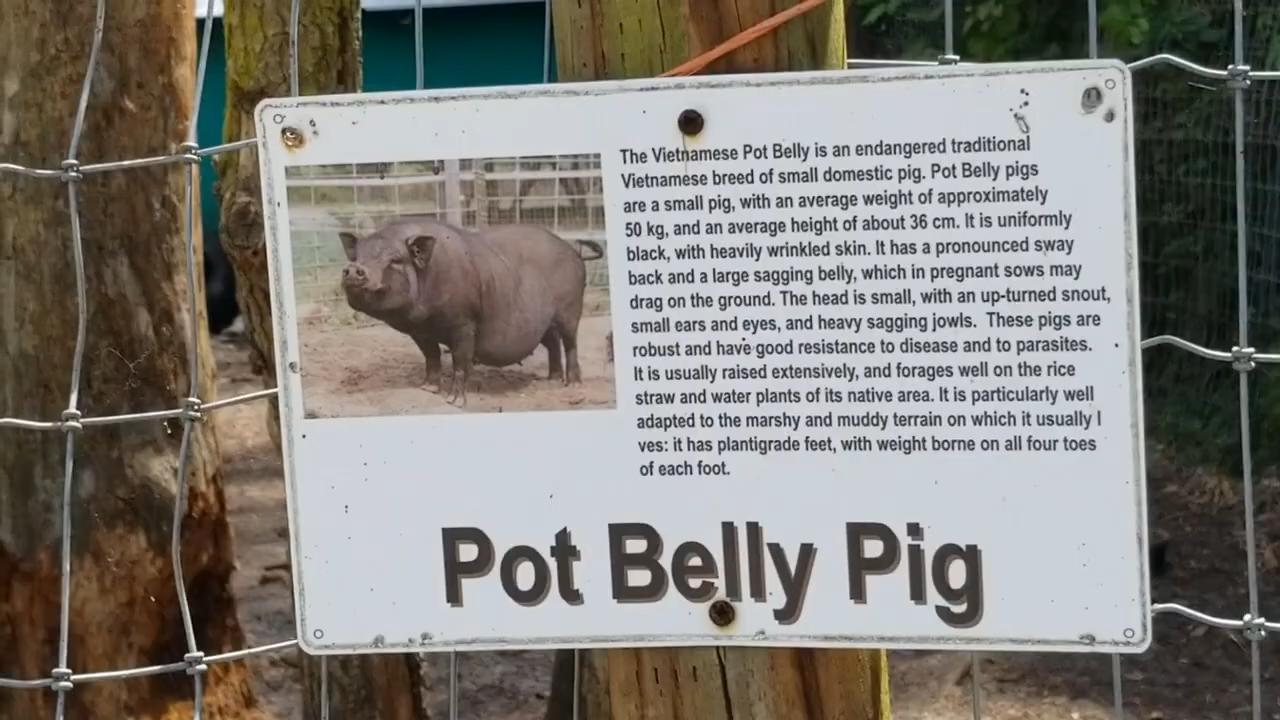 The Vietnamese Pot Belly is an endangered traditional
Vietnamese breed of small domestic pig. Pot Belly pigs
are a small pig, with an average weight of approximately
50 kg, and an average height of about 36 cm. It is uniformly
black, with heavily wrinkled skin. It has a pronounced sway
back and a large sagging belly, which in pregnant sows may
drag on the ground. The head is small, with an up-turned snout,
small ears and eyes, and heavy sagging jowls. These pigs are
robust and have good resistance to disease and to parasites.
It is usually raised extensively, and forages well on the rice
straw and water plants of its native area. It is particularly well
adapted to the marshy and muddy terrain on which it usually l
ves: it has plantigrade feet, with weight borne on all four toes
of each foot.
Pot Belly Pig